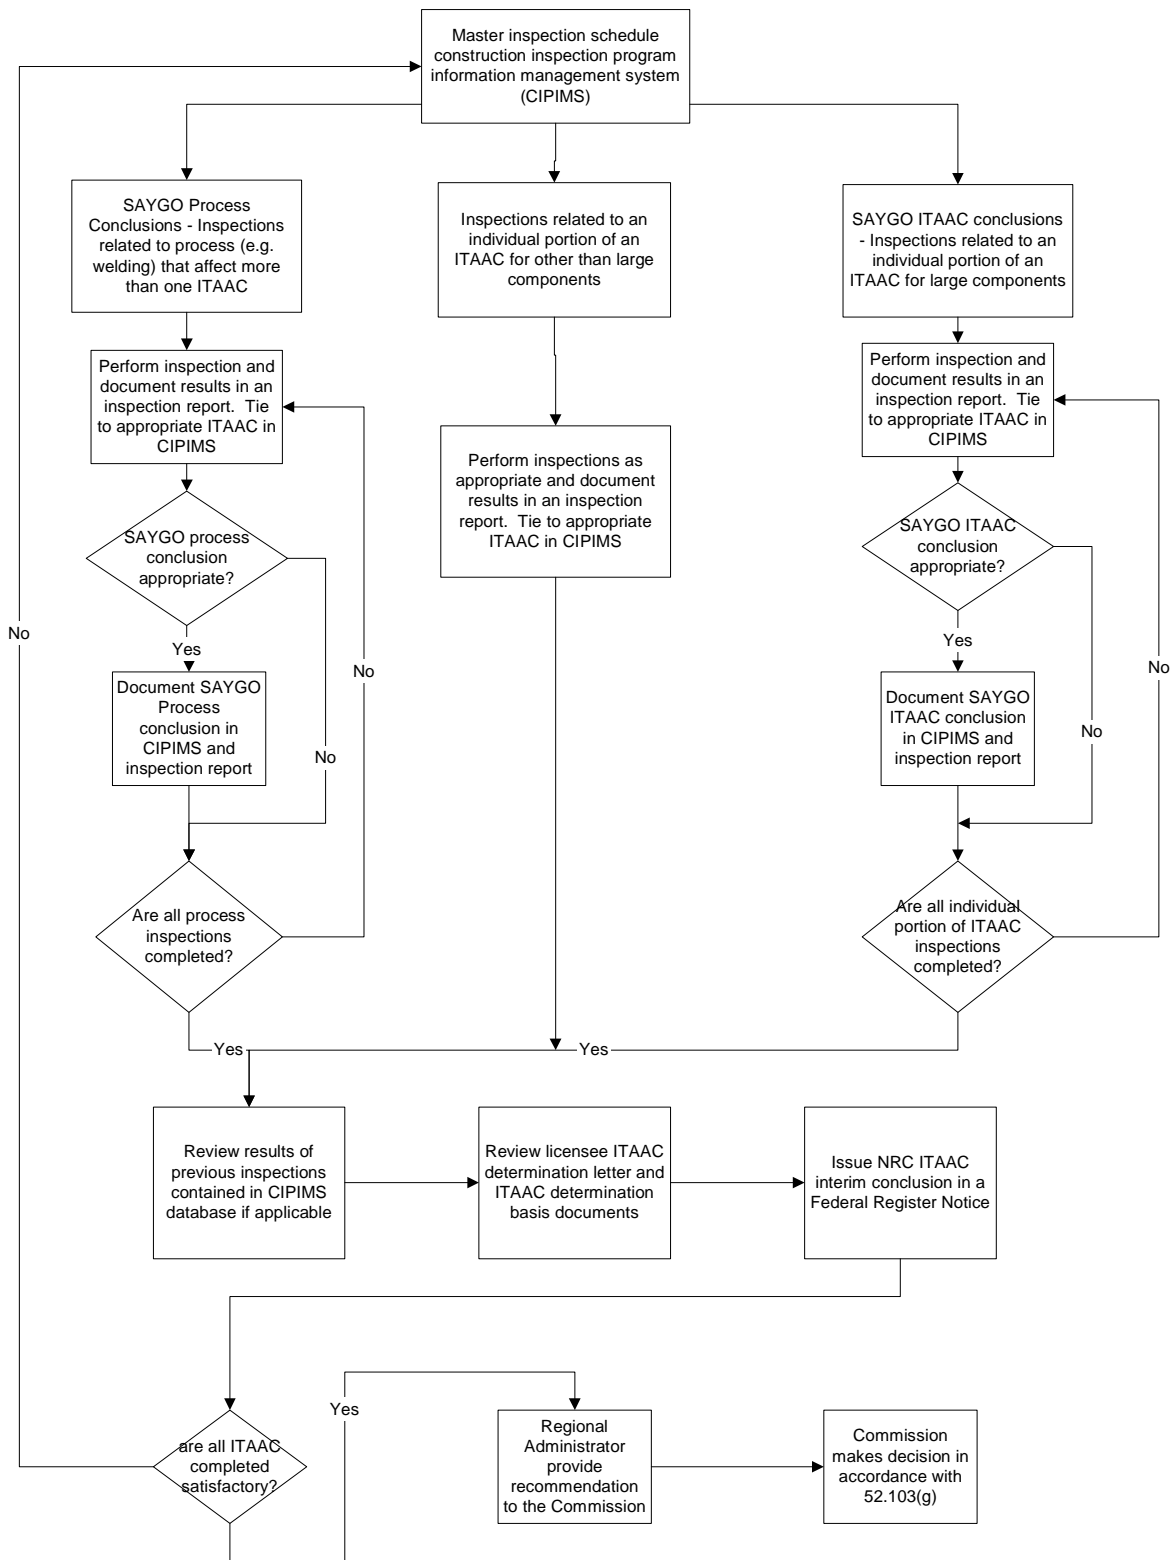 Master inspection schedule
construction inspection program
information management system
(CIPIMS)
SAYGO Process
Conclusions - Inspections
related to process (e.g.
welding) that affect more
than one ITAAC
Inspections related to an
individual portion of an
ITAAC for other than large
components
SAYGO ITAAC conclusions
- Inspections related to an
individual portion of an
ITAAC for large components
Perform inspection and
document results in an
inspection report.  Tie
to appropriate ITAAC in
CIPIMS
Perform inspections as
appropriate and document
results in an inspection
report.  Tie to appropriate
ITAAC in CIPIMS
Perform inspection and
document results in an
inspection report.  Tie
to appropriate ITAAC in
CIPIMS
SAYGO process
conclusion
appropriate?
SAYGO ITAAC
conclusion
appropriate?
No
Yes
No
Yes
No
Document SAYGO
Process
conclusion in
CIPIMS and
inspection report
No
Document SAYGO
ITAAC conclusion
in CIPIMS and
inspection report
No
Are all process
inspections
completed?
Are all individual
portion of ITAAC
inspections
completed?
Yes
Yes
Review results of
previous inspections
contained in CIPIMS
database if applicable
Review licensee ITAAC
determination letter and
ITAAC determination
basis documents
Issue NRC ITAAC
interim conclusion in a
Federal Register Notice
are all ITAAC
completed
satisfactory?
Yes
Regional
Administrator
provide
recommendation
to the Commission
Commission
makes decision in
accordance with
52.103(g)